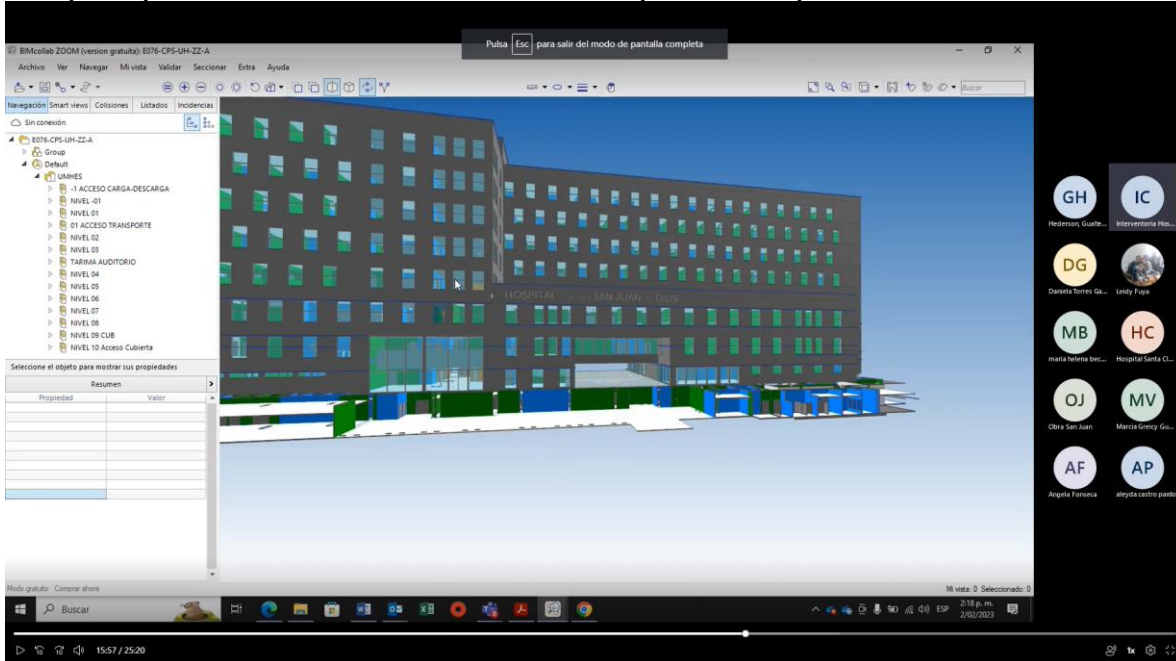 Pulsa Esc para salir del modo de pantalla completa
BIMcollab ZOOM (version gratuita): E076-CPS-UH-ZZ-A
Archivo Ver Navegar Mi vista Validar Seccionar Extra Ayuda
Buscar
Navegación Smart views Colisiones Listados Incidencias
Sin conexión
E076-CPS-UH-ZZ-A
Group
Default
UMHES
-1 ACCESO CARGA-DESCARGA
NIVEL -01
NIVEL 01
01 ACCESO TRANSPORTE
NIVEL 02
NIVEL 03
TARIMA AUDITORIO
NIVEL 04
NIVEL 05
NIVEL 06
NIVEL 07
NIVEL 08
NIVEL 09 CUB
NIVEL 10 Acceso Cubierta
Seleccione el objeto para mostrar sus propiedades
Resumen
Propiedad Valor
HOSPITAL SAN JUAN
GH IC
Hederson, Gualte... Interventoria Hos...
DG
Daniela Torres Ga... Leidy Fuya
MB HC
maria helena bec... Hospital Santa Cl...
OJ MV
Obra San Juan Marcia Greicy Gu...
AF AP
Angela Fonseca aleyda castro pardo
Modo gratuito Comprar ahora
Mi vista: 0 Seleccionado: 0
Buscar
ESP
2:18 p. m.
2/02/2023
15:57 / 25:20
1x